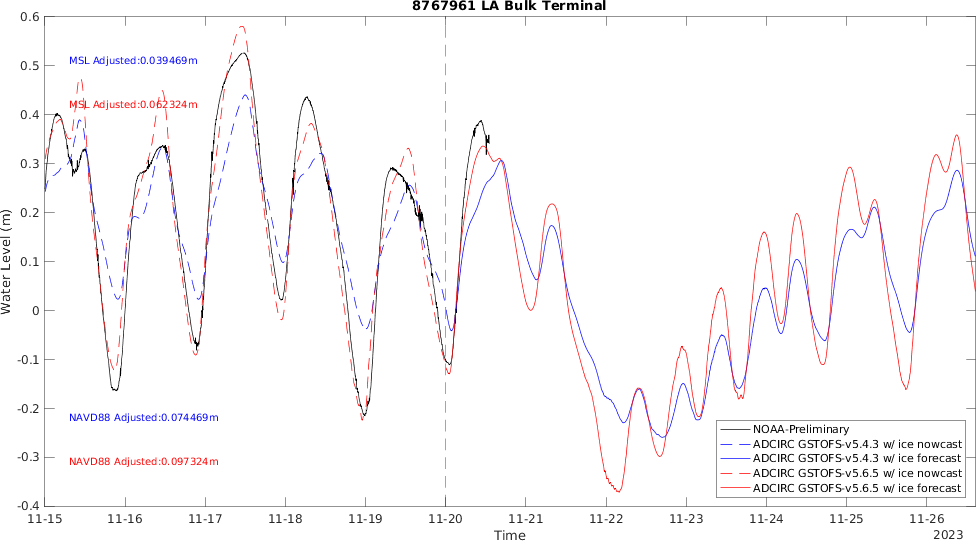 8767961 LA Bulk Terminal
0.6
0.5
0.4
0.3
0.2
0.1
0
-0.1
-0.2
-0.3
-0.4
Water Level (m)
MSL Adjusted:0.039469m
MSL Adjusted:0.062324m
NAVD88 Adjusted:0.074469m
NAVD88 Adjusted:0.097324m
NOAA-Preliminary
ADCIRC GSTOFS-v5.4.3 w/ ice nowcast
ADCIRC GSTOFS-v5.4.3 w/ ice forecast
ADCIRC GSTOFS-v5.6.5 w/ ice nowcast
ADCIRC GSTOFS-v5.6.5 w/ ice forecast
11-15 11-16 11-17 11-18 11-19 11-20 11-21 11-22 11-23 11-24 11-25 11-26
Time
2023